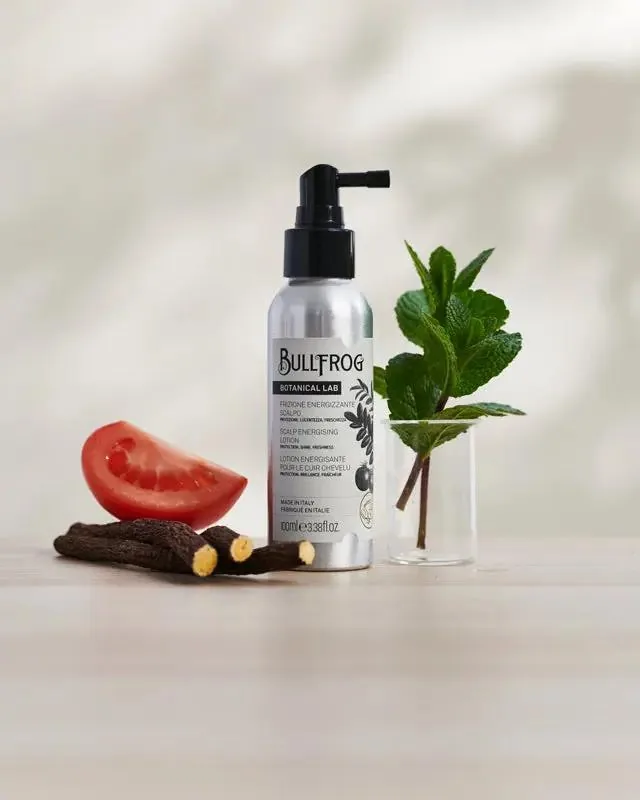 BULLFROG
BOTANICAL LAB
FRIZIONE ENERGIZZANTE
SCALPO
PROTEZIONE, LUCENTEZZA, FRESCHEZZA
SCALP ENERGISING
LOTION
PROTECTION, SHINE, FRESHNESS
LOTION ENERGISANTE
POUR LE CUIR CHEVELU
PROTECTION, BRILLANCE, FRAÎCHEUR
MADE IN ITALY
FABRIQUÉ EN ITALIE
100ml ℮ 3.38fl.oz.